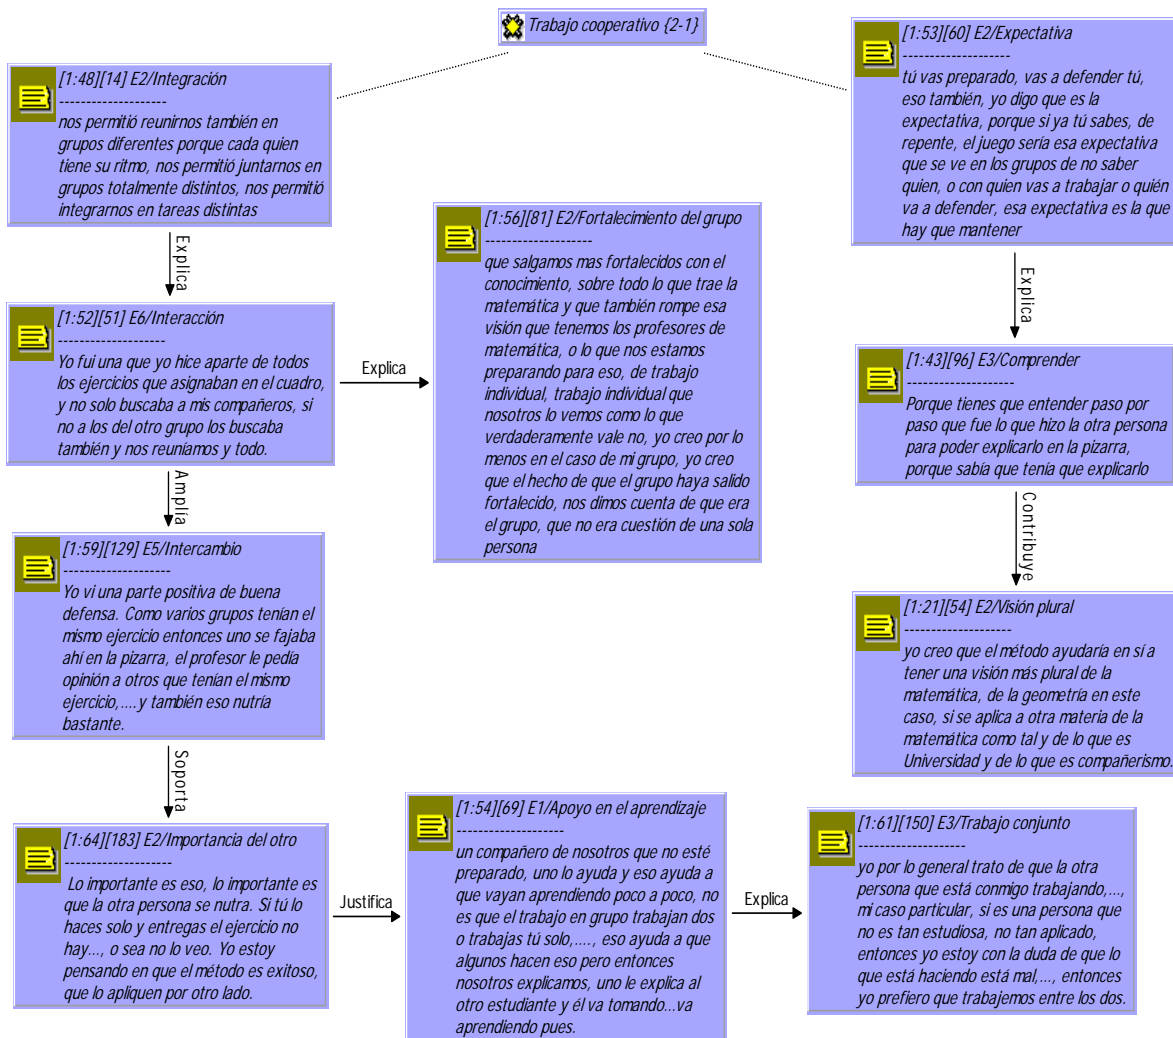 Trabajo cooperativo {2-1}
[1:48][14] E2/Integración
--------------------
nos permitió reunirnos también en
grupos diferentes porque cada quien
tiene su ritmo, nos permitió juntarnos en
grupos totalmente distintos, nos permitió
integrarnos en tareas distintas
Explica
[1:52][51] E6/Interacción
--------------------
Yo fui una que yo hice aparte de todos
los ejercicios que asignaban en el cuadro,
y no solo buscaba a mis compañeros, si
no a los del otro grupo los buscaba
también y nos reuníamos y todo.
Explica
[1:56][81] E2/Fortalecimiento del grupo
--------------------
que salgamos mas fortalecidos con el
conocimiento, sobre todo lo que trae la
matemática y que también rompe esa
visión que tenemos los profesores de
matemática, o lo que nos estamos
preparando para eso, de trabajo
individual, trabajo individual que
nosotros lo vemos como lo que
verdaderamente vale no, yo creo por lo
menos en el caso de mi grupo, yo creo
que el hecho de que el grupo haya salido
fortalecido, nos dimos cuenta de que era
el grupo, que no era cuestión de una sola
persona
Amplía
[1:59][129] E5/Intercambio
--------------------
Yo vi una parte positiva de buena
defensa. Como varios grupos tenían el
mismo ejercicio entonces uno se fajaba
ahí en la pizarra, el profesor le pedía
opinión a otros que tenían el mismo
ejercicio,....y también eso nutría
bastante.
Soporta
[1:64][183] E2/Importancia del otro
--------------------
Lo importante es eso, lo importante es
que la otra persona se nutra. Si tú lo
haces solo y entregas el ejercicio no
hay..., o sea no lo veo. Yo estoy
pensando en que el método es exitoso,
que lo apliquen por otro lado.
Justifica
[1:54][69] E1/Apoyo en el aprendizaje
--------------------
un compañero de nosotros que no esté
preparado, uno lo ayuda y eso ayuda a
a que vayan aprendiendo poco a poco, no
es que el trabajo en grupo trabajan dos
o trabajas tú solo,...., eso ayuda a que
algunos hacen eso pero entonces
nosotros explicamos, uno le explica al
otro estudiante y él va tomando...va
aprendiendo pues.
Explica
[1:61][150] E3/Trabajo conjunto
--------------------
yo por lo general trato de que la otra
persona que está conmigo trabajando,...,
mi caso particular, si es una persona que
no es tan estudiosa, no tan aplicado,
entonces yo estoy con la duda de que lo
que está haciendo está mal,..., entonces
yo prefiero que trabajemos entre los dos.
[1:53][60] E2/Expectativa
--------------------
tú vas preparado, vas a defender tú,
eso también, yo digo que es la
expectativa, porque si ya tú sabes, de
repente, el juego sería esa expectativa
que se ve en los grupos de no saber
quien, o con quien vas a trabajar o quién
va a defender, esa expectativa es la que
hay que mantener
Explica
[1:43][96] E3/Comprender
--------------------
Porque tienes que entender paso por
paso que fue lo que hizo la otra persona
para poder explicarlo en la pizarra,
porque sabía que tenía que explicarlo
Contribuye
[1:21][54] E2/Visión plural
--------------------
yo creo que el método ayudaría en sí a
tener una visión más plural de la
matemática, de la geometría en este
caso, si se aplica a otra materia de la
matemática como tal y de lo que es
Universidad y de lo que es compañerismo.